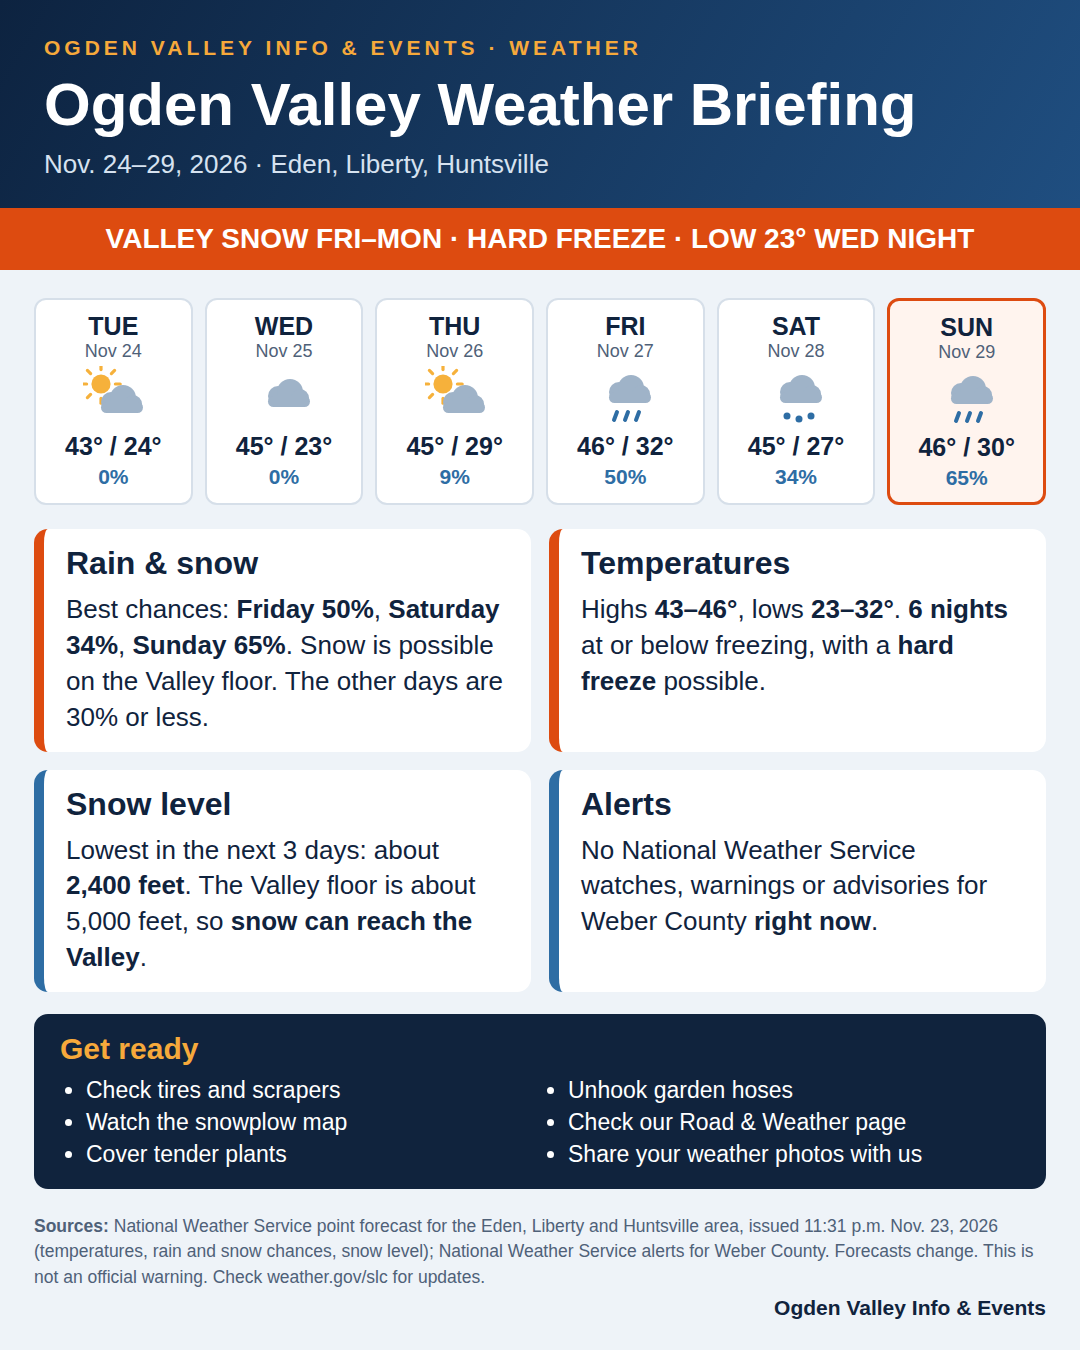 OGDEN VALLEY INFO & EVENTS · WEATHER
Ogden Valley Weather Briefing
Nov. 24–29, 2026 · Eden, Liberty, Huntsville
VALLEY SNOW FRI–MON · HARD FREEZE · LOW 23° WED NIGHT
TUE
Nov 24
43° / 24°
0%
WED
Nov 25
45° / 23°
0%
THU
Nov 26
45° / 29°
9%
FRI
Nov 27
46° / 32°
50%
SAT
Nov 28
45° / 27°
34%
SUN
Nov 29
46° / 30°
65%
Rain & snow
Best chances: Friday 50%, Saturday
34%, Sunday 65%. Snow is possible
on the Valley floor. The other days are
30% or less.
Temperatures
Highs 43–46°, lows 23–32°. 6 nights
at or below freezing, with a hard
freeze possible.
Snow level
Lowest in the next 3 days: about
2,400 feet. The Valley floor is about
5,000 feet, so snow can reach the
Valley.
Alerts
No National Weather Service
watches, warnings or advisories for
Weber County right now.
Get ready
• Check tires and scrapers
• Watch the snowplow map
• Cover tender plants
• Unhook garden hoses
• Check our Road & Weather page
• Share your weather photos with us
Sources: National Weather Service point forecast for the Eden, Liberty and Huntsville area, issued 11:31 p.m. Nov. 23, 2026
(temperatures, rain and snow chances, snow level); National Weather Service alerts for Weber County. Forecasts change. This is
not an official warning. Check weather.gov/slc for updates.
Ogden Valley Info & Events